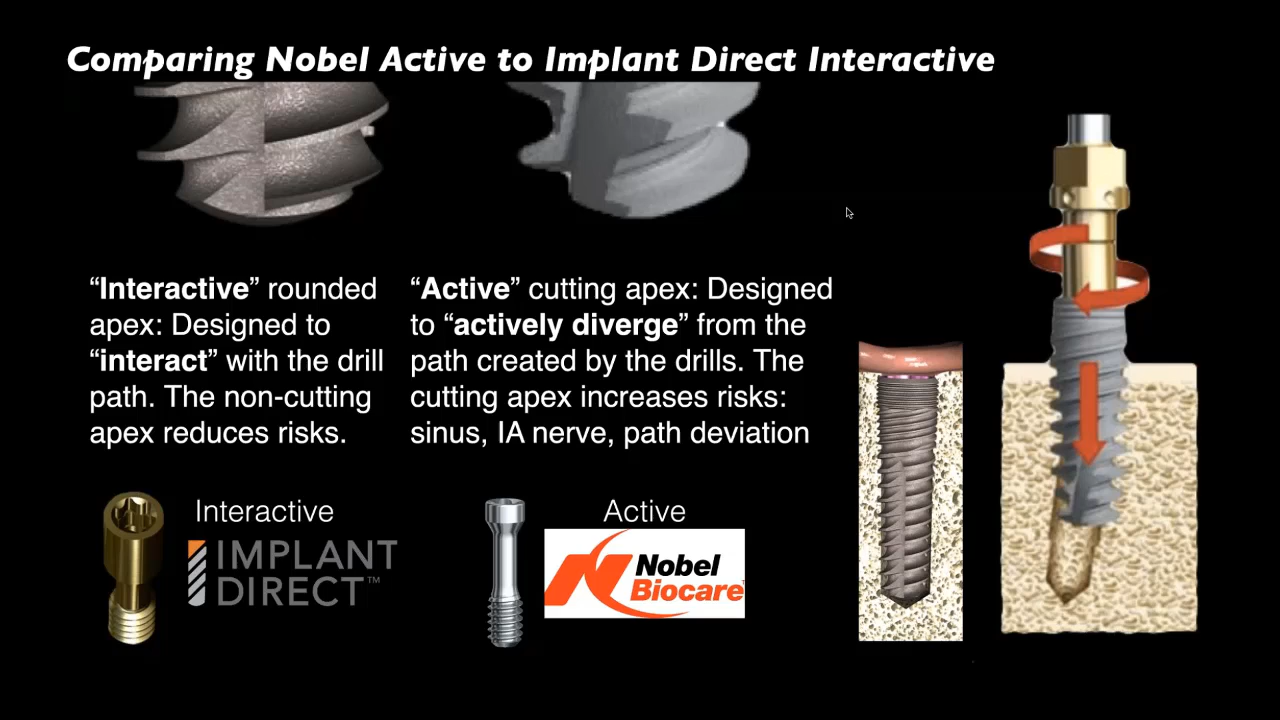 Comparing Nobel Active to Implant Direct Interactive
“Interactive” rounded
apex: Designed to
“interact” with the drill
path. The non-cutting
apex reduces risks.
“Active” cutting apex: Designed
to “actively diverge” from the
path created by the drills. The
cutting apex increases risks:
sinus, IA nerve, path deviation
Interactive
IMPLANT
DIRECT™
Active
Nobel
Biocare